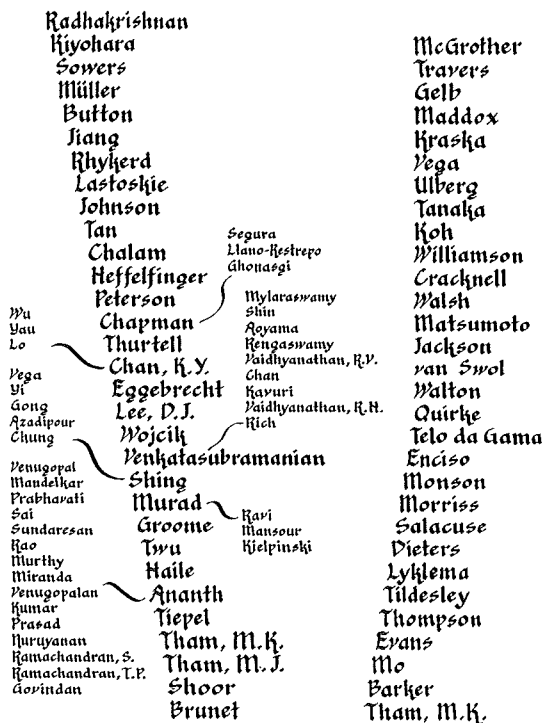 Radhakrishnan
Kiyohara
Sowers
Müller
Button
Jiang
Rhykerd
Lastoskie
Johnson
Tan
Chalam
Heffelfinger
Peterson
Chapman
Thurtell
Chan, K.Y.
Eggebrecht
Lee, D.J.
Wojcik
Venkatasubramanian
Shing
Murad
Groome
Twu
Haile
Ananth
Tiepel
Tham, M.K.
Tham, M.J.
Shoor
Brunet
Segura
Llano-Restrepo
Ghonasgi
Mylaraswamy
Shin
Aoyama
Rengaswamy
Vaidhyanathan, R.V.
Chan
Kavuri
Vaidhyanathan, R.H.
Rich
Ravi
Mansour
Kielpinski
Wu
Yau
Lo
Vega
Yi
Gong
Azadipour
Chung
Venugopal
Mandelkar
Prabhavati
Sai
Sundaresan
Rao
Murthy
Miranda
Venugopalan
Kumar
Prasad
Nuruyanan
Ramachandran, S.
Ramachandran, T.P.
Govindan
McGrother
Travers
Gelb
Maddox
Kraska
Vega
Ulberg
Tanaka
Koh
Williamson
Cracknell
Walsh
Matsumoto
Jackson
van Swol
Walton
Quirke
Telo da Gama
Enciso
Monson
Morriss
Salacuse
Dieters
Lyklema
Tildesley
Thompson
Evans
Mo
Barker
Tham, M.K.